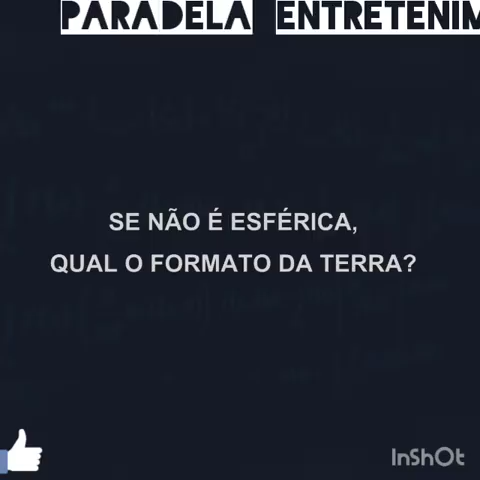 PARADELA ENTRETENIM
SE NÃO É ESFÉRICA,
QUAL O FORMATO DA TERRA?
InShOt